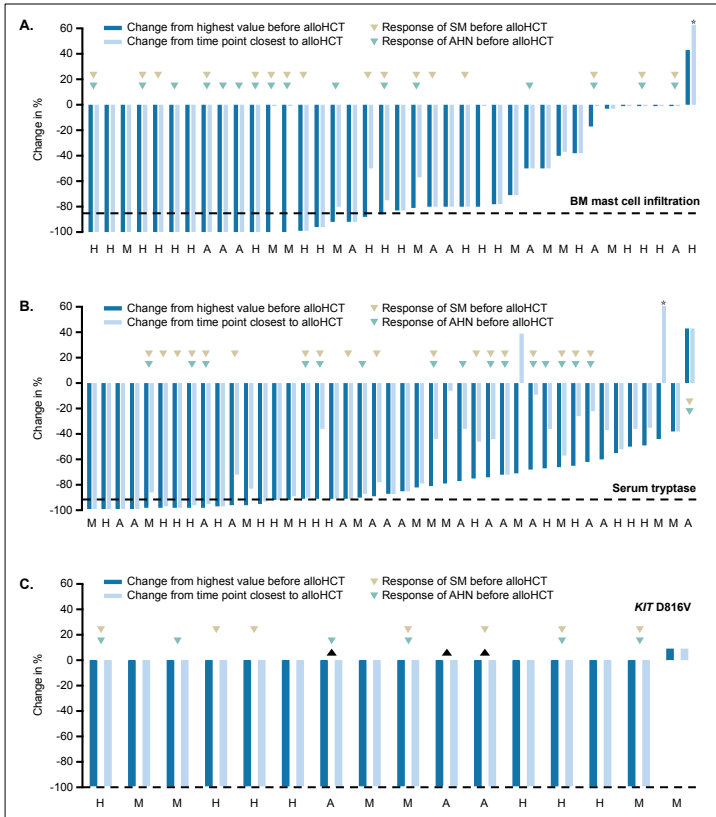 A.
Change from highest value before alloHCT
Change from time point closest to alloHCT
Response of SM before alloHCT
Response of AHN before alloHCT
*
Change in %
60
40
20
0
-20
-40
-60
-80
-100
BM mast cell infiltration
H H M H H H H A A A H M M H H M A H H H M A A H H H M A M M H A M H H H A H
B.
Change from highest value before alloHCT
Change from time point closest to alloHCT
Response of SM before alloHCT
Response of AHN before alloHCT
*
Change in %
60
40
20
0
-20
-40
-60
-80
-100
Serum tryptase
M H A A M H H H A H A M H M M H H H A M A A A M M M A H A A M A H M H A A H H H M M A
C.
Change from highest value before alloHCT
Change from time point closest to alloHCT
Response of SM before alloHCT
Response of AHN before alloHCT
KIT D816V
Change in %
60
40
20
0
-20
-40
-60
-80
-100
H M M H H H A M M A A H H H M M